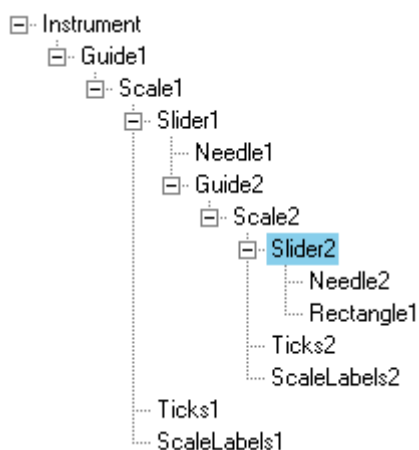 Instrument
Guide1
Scale1
Slider1
Needle1
Guide2
Scale2
Slider2
Needle2
Rectangle1
Ticks2
ScaleLabels2
Ticks1
ScaleLabels1